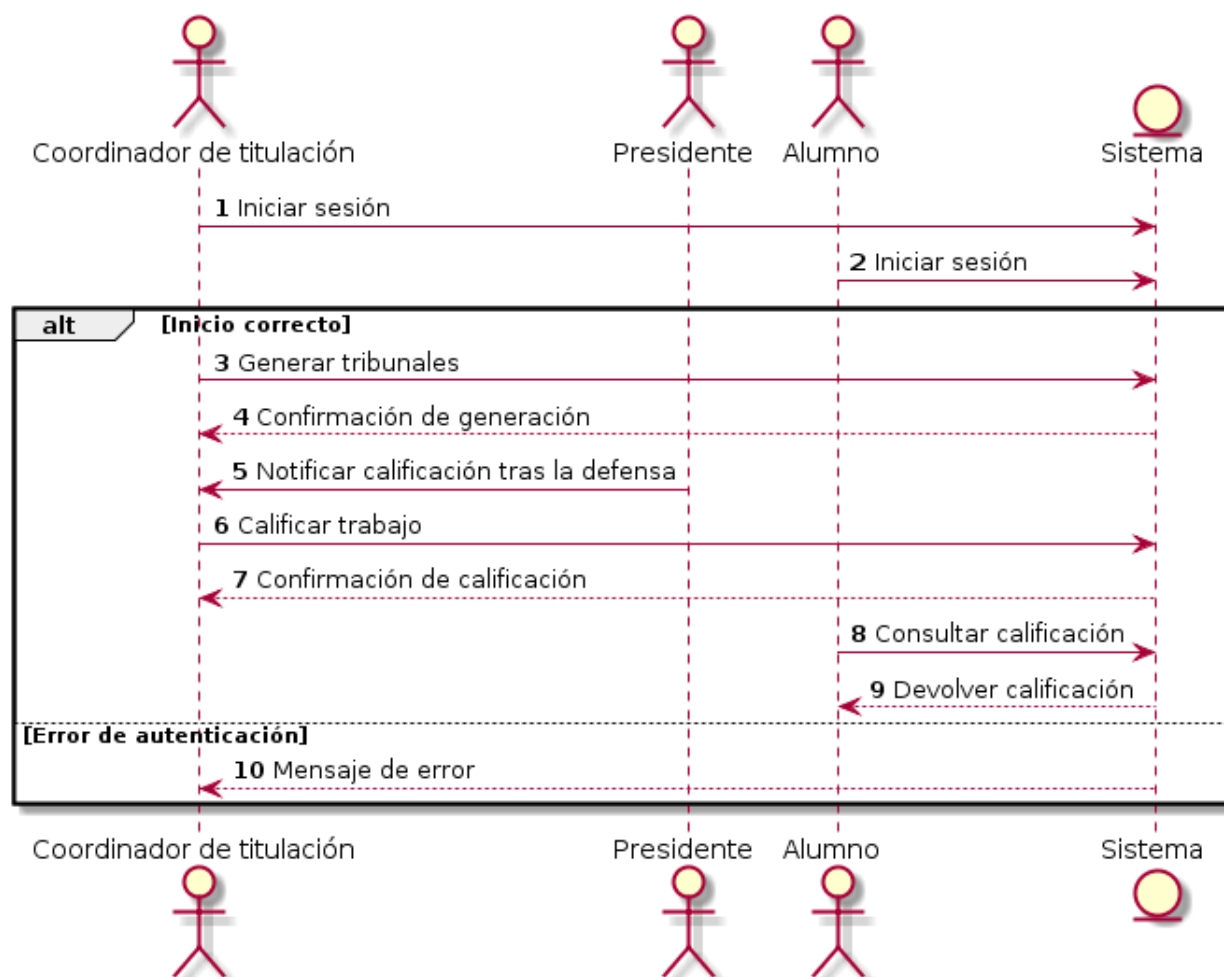 Coordinador de titulación Presidente Alumno Sistema
1 Iniciar sesión
2 Iniciar sesión
alt [Inicio correcto]
3 Generar tribunales
4 Confirmación de generación
5 Notificar calificación tras la defensa
6 Calificar trabajo
7 Confirmación de calificación
8 Consultar calificación
9 Devolver calificación
[Error de autenticación]
10 Mensaje de error
Coordinador de titulación Presidente Alumno Sistema